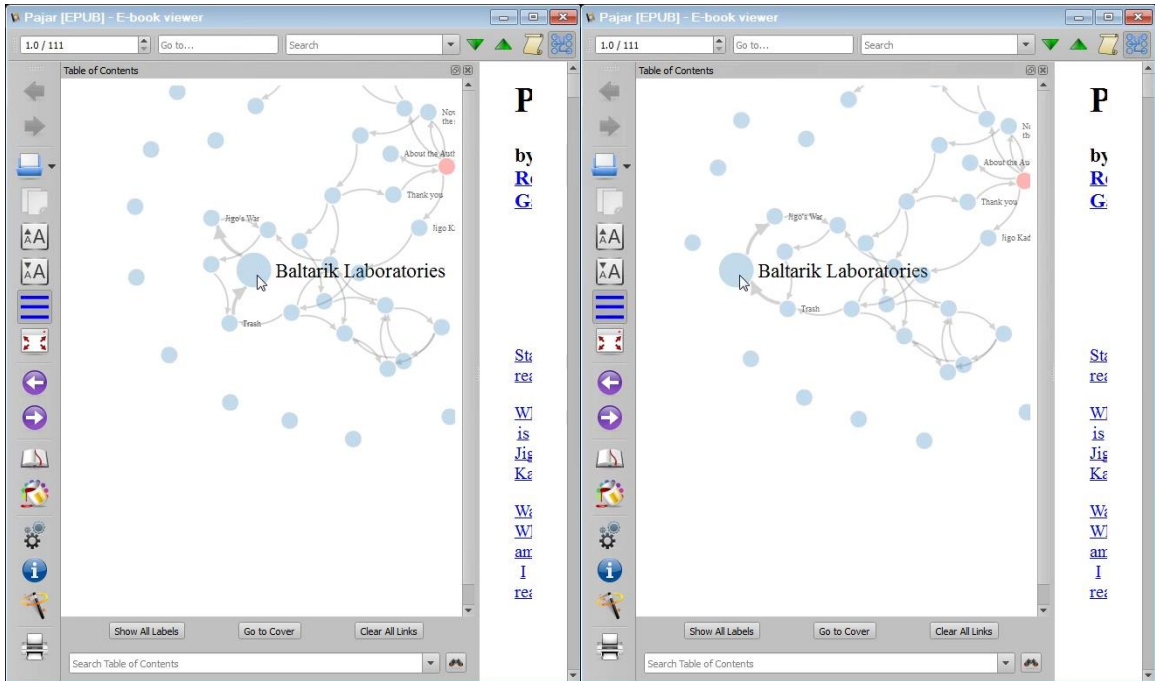 Pajar [EPUB] - E-book viewer
1.0 / 111
Go to...
Search
Table of Contents
P
by
About the
Thank you
Jigo's War
Jigo K
Baltarik Laboratories
Trash
is
am
I
Show All Labels
Go to Cover
Clear All Links
Search Table of Contents
Pajar [EPUB] - E-book viewer
1.0 / 111
Go to...
Search
Table of Contents
P
by
About the Au
Thank you
Jigo's War
Jigo Kad
Baltarik Laboratories
Trash
is
am
I
Show All Labels
Go to Cover
Clear All Links
Search Table of Contents